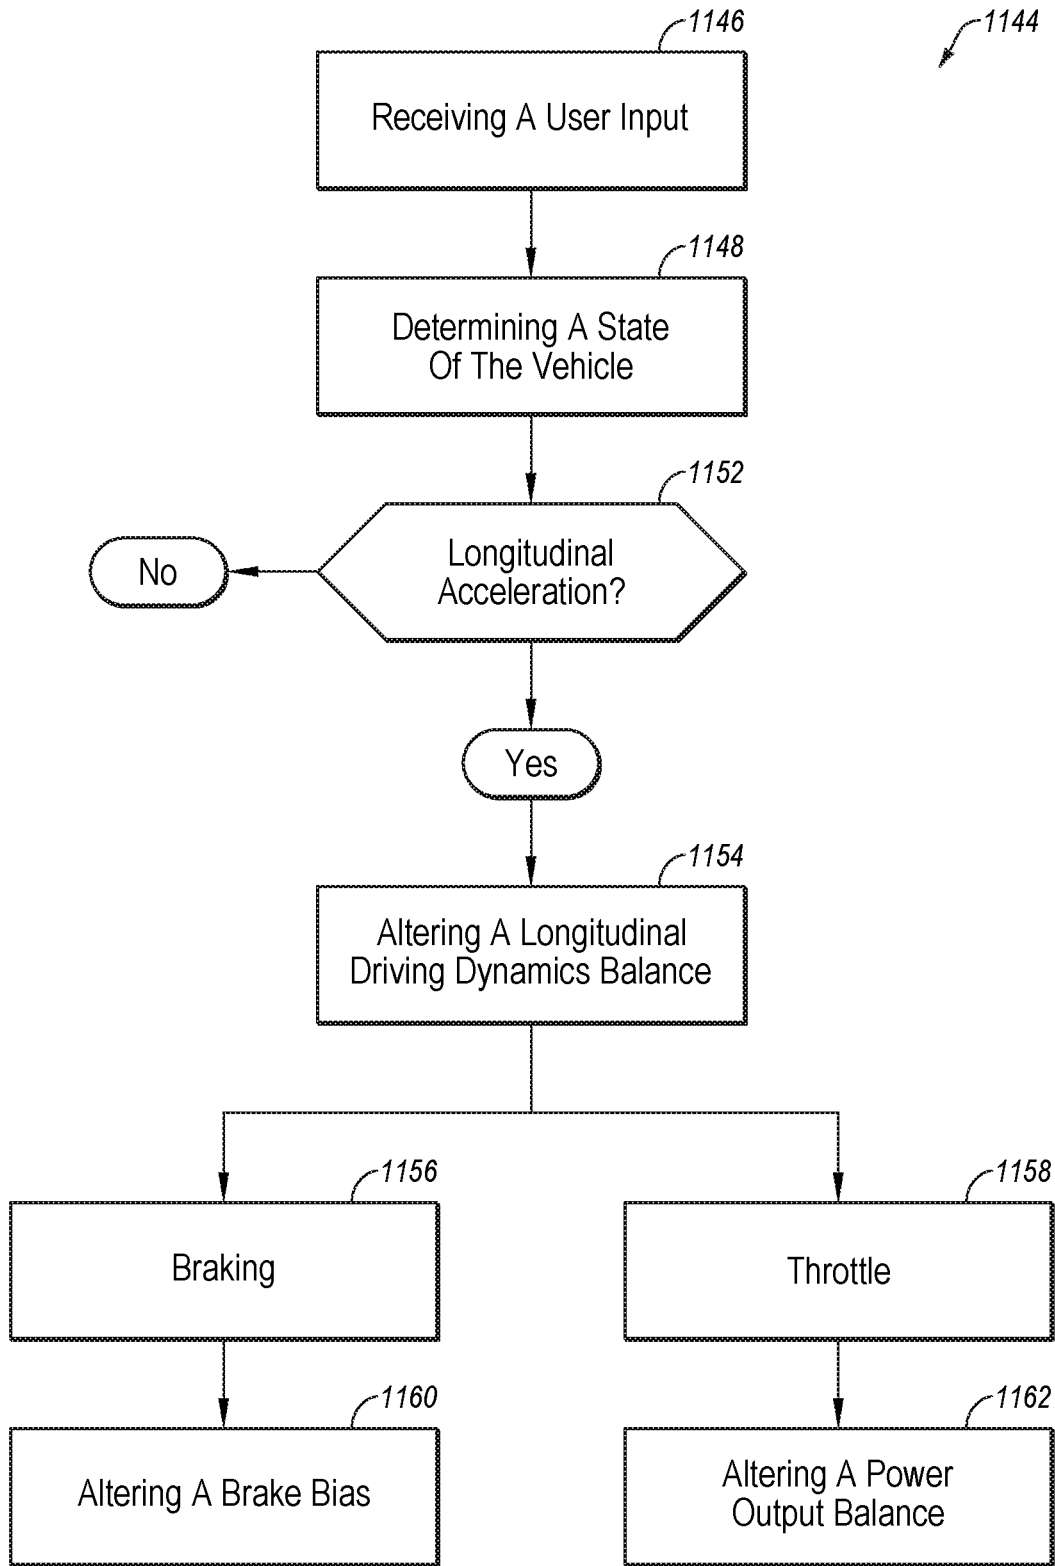 1146
1144
Receiving A User Input
1148
Determining A State
Of The Vehicle
1152
Longitudinal
Acceleration?
No
Yes
1154
Altering A Longitudinal
Driving Dynamics Balance
1156
1158
Braking
Throttle
1160
1162
Altering A Brake Bias
Altering A Power
Output Balance